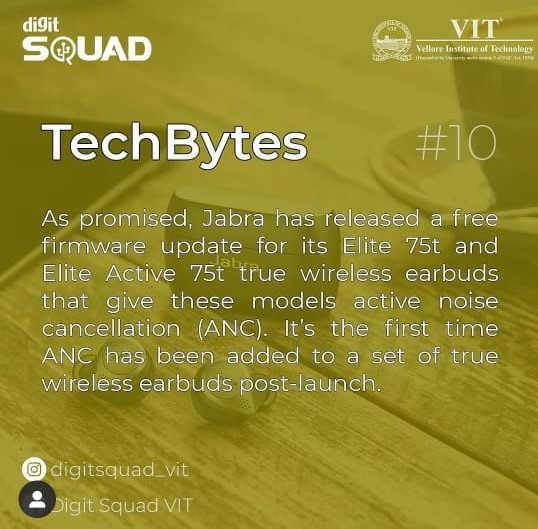 digit
SQUAD
VIT
Vellore Institute of Technology
(Deemed to be University under section 3 of UGC Act, 1956)
TechBytes #10
As promised, Jabra has released a free
firmware update for its Elite 75t and
Elite Active 75t true wireless earbuds
that give these models active noise
cancellation (ANC). It's the first time
ANC has been added to a set of true
wireless earbuds post-launch.
Jabra
digitsquad_vit
Digit Squad VIT